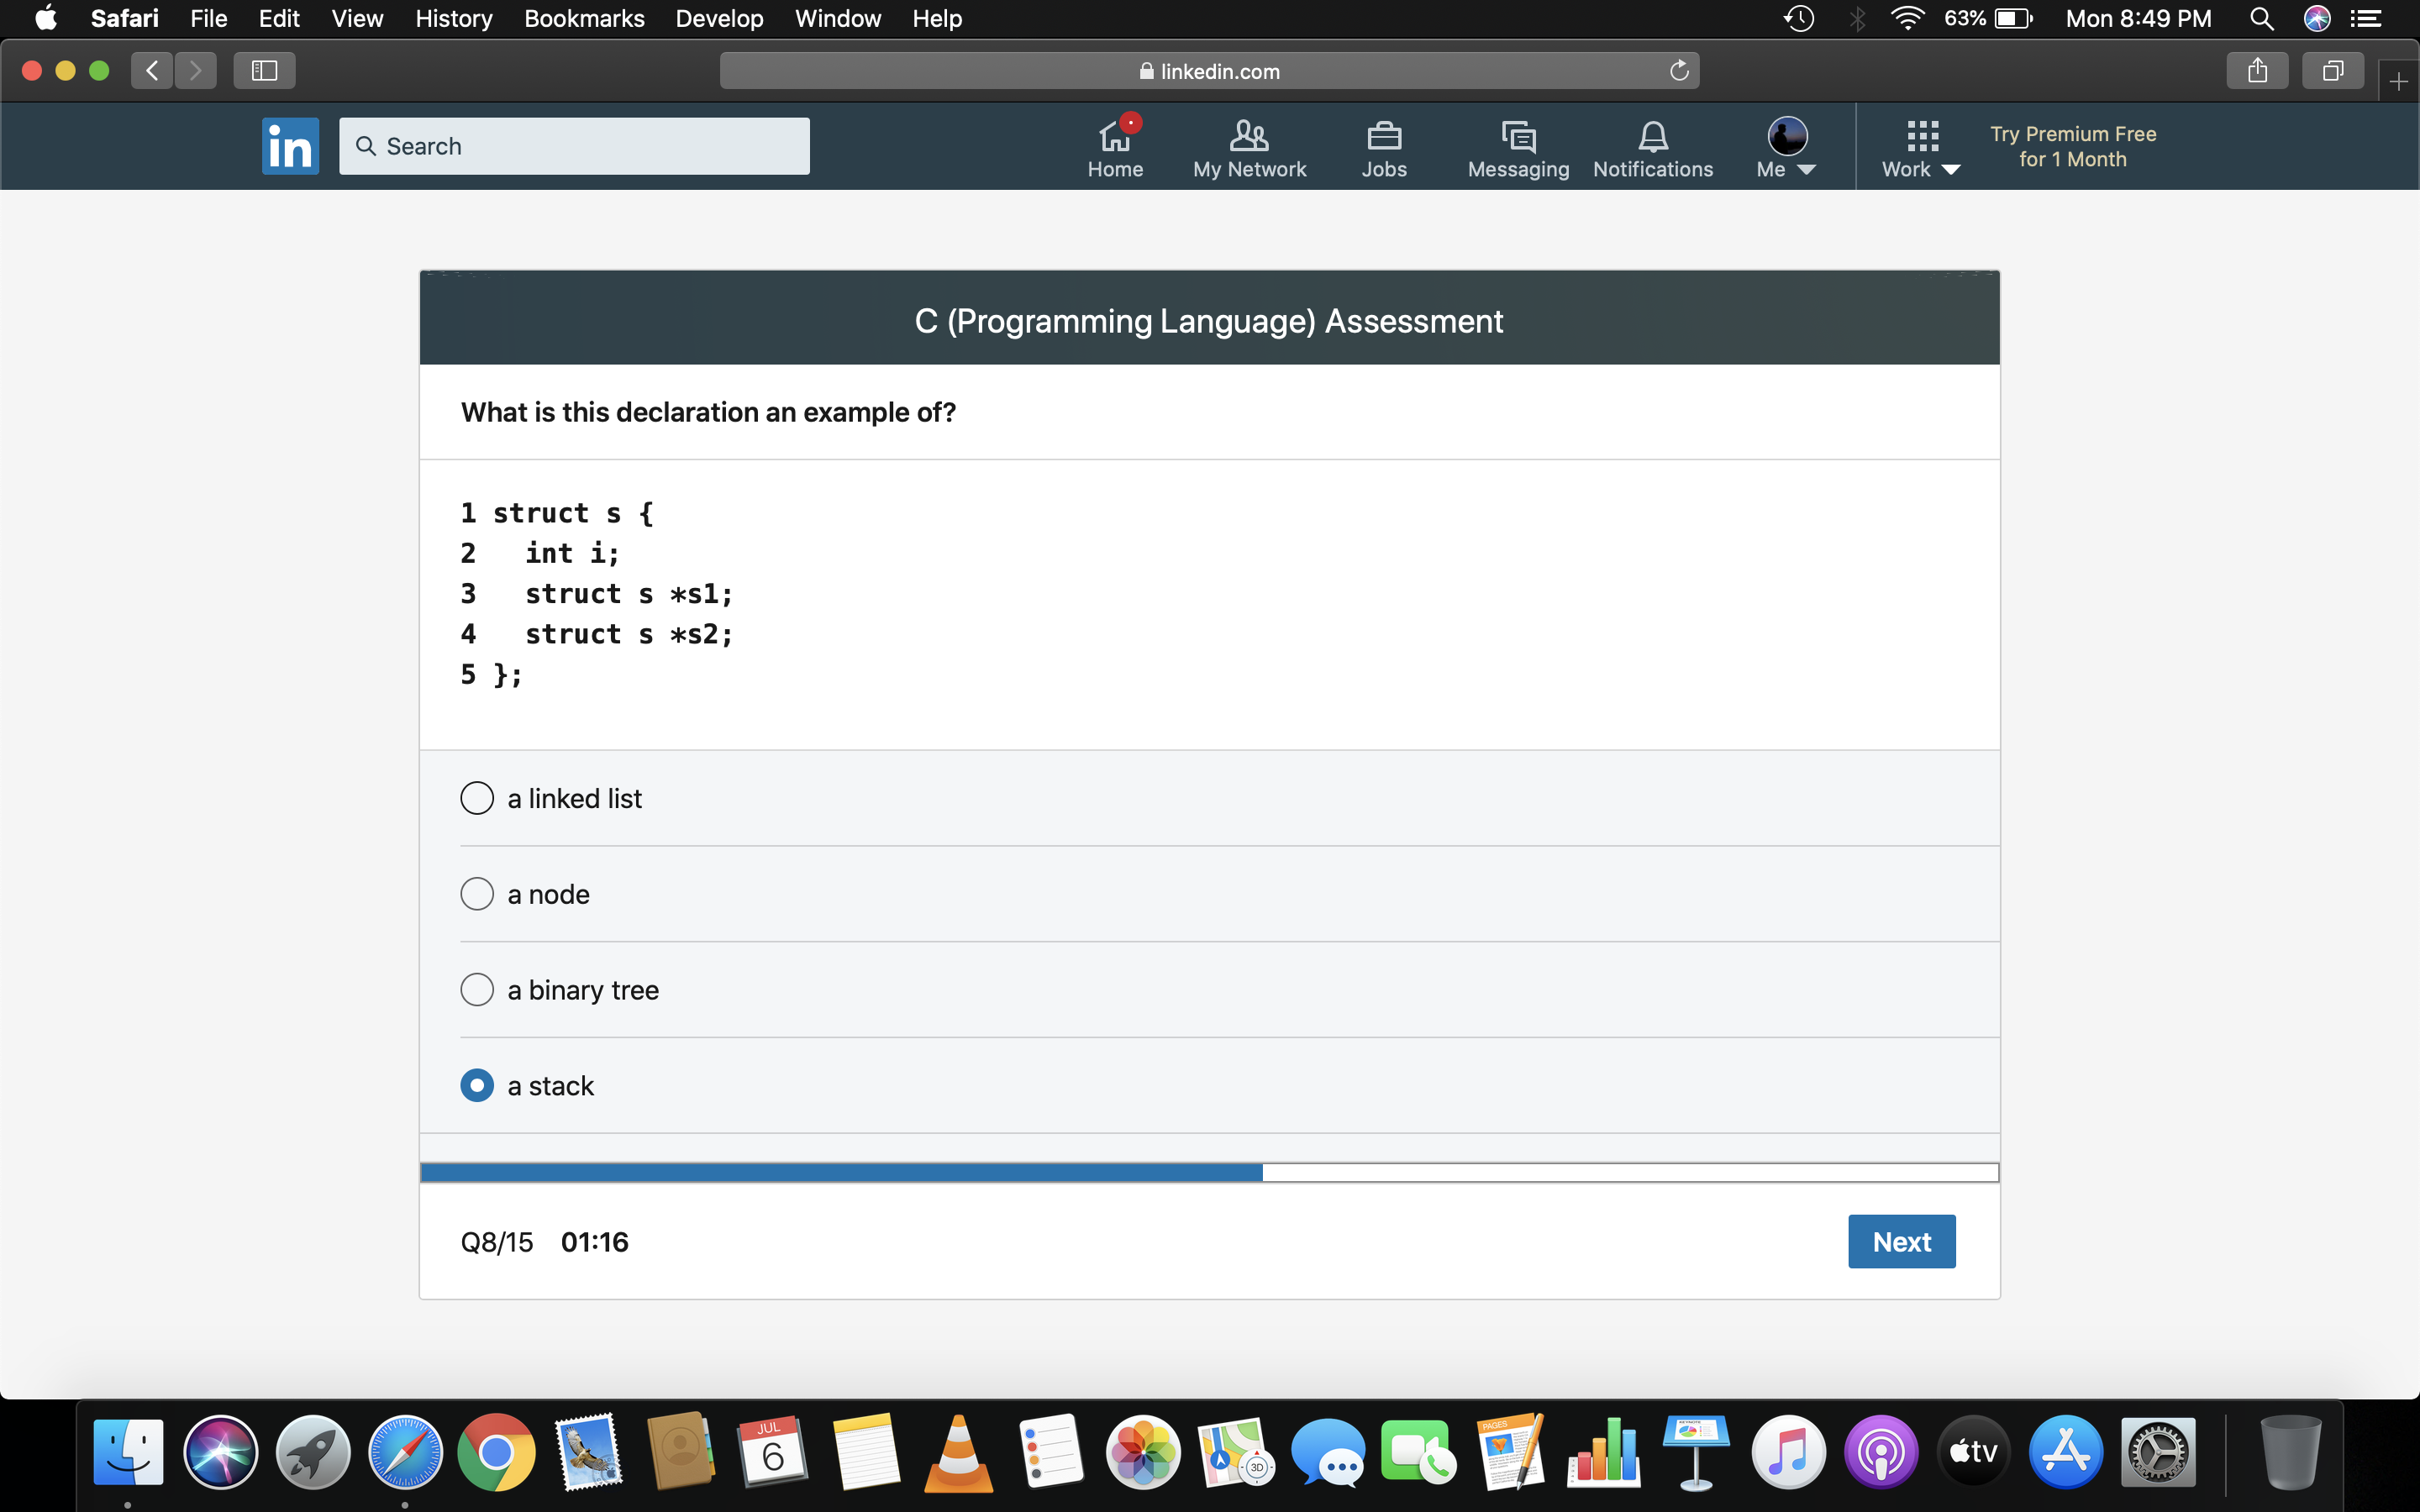 Safari File Edit View History Bookmarks Develop Window Help 63% Mon 8:49 PM
linkedin.com
in Search Home My Network Jobs Messaging Notifications Me Work Try Premium Free
for 1 Month
C (Programming Language) Assessment
What is this declaration an example of?
1 struct s {
2 int i;
3 struct s *s1;
4 struct s *s2;
5 };
a linked list
a node
a binary tree
a stack
Q8/15 01:16 Next
JUL
6
3D
PAGES
KEYNOTE
tv